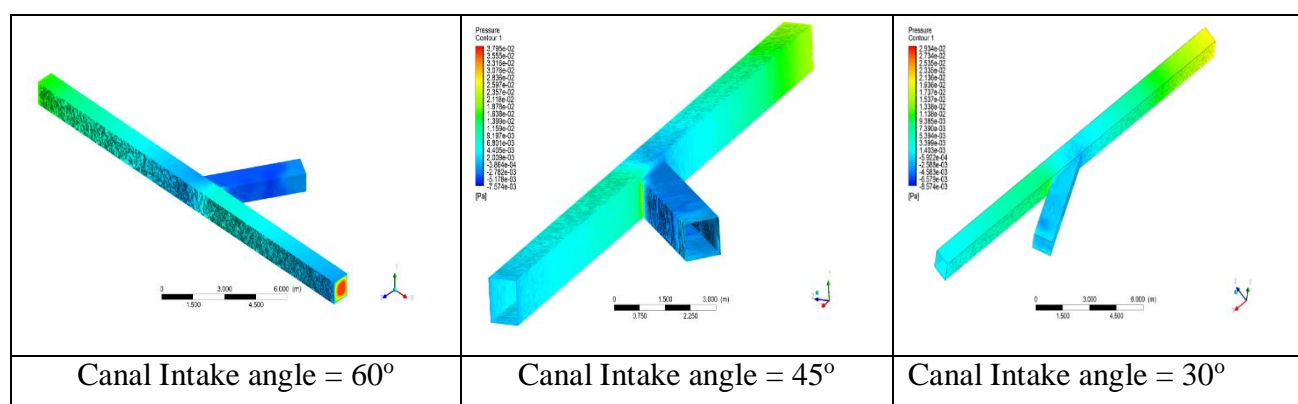 0 3.000 6.000 (m)
1.500 4.500
Canal Intake angle = 60º
Pressure
Contour 1
3.795e-02
3.555e-02
3.316e-02
3.076e-02
2.836e-02
2.597e-02
2.357e-02
2.118e-02
1.878e-02
1.638e-02
1.399e-02
1.159e-02
9.197e-03
6.801e-03
4.405e-03
2.009e-03
-3.864e-04
-2.782e-03
-5.178e-03
-7.574e-03
[Pa]
0 1.500 3.000 (m)
0.750 2.250
Canal Intake angle = 45º
Pressure
Contour 1
2.934e-02
2.734e-02
2.535e-02
2.335e-02
2.136e-02
1.936e-02
1.737e-02
1.537e-02
1.338e-02
1.138e-02
9.385e-03
7.390e-03
5.394e-03
3.399e-03
1.403e-03
-5.922e-04
-2.588e-03
-4.583e-03
-6.579e-03
-8.574e-03
[Pa]
0 3.000 6.000 (m)
1.500 4.500
Canal Intake angle = 30º